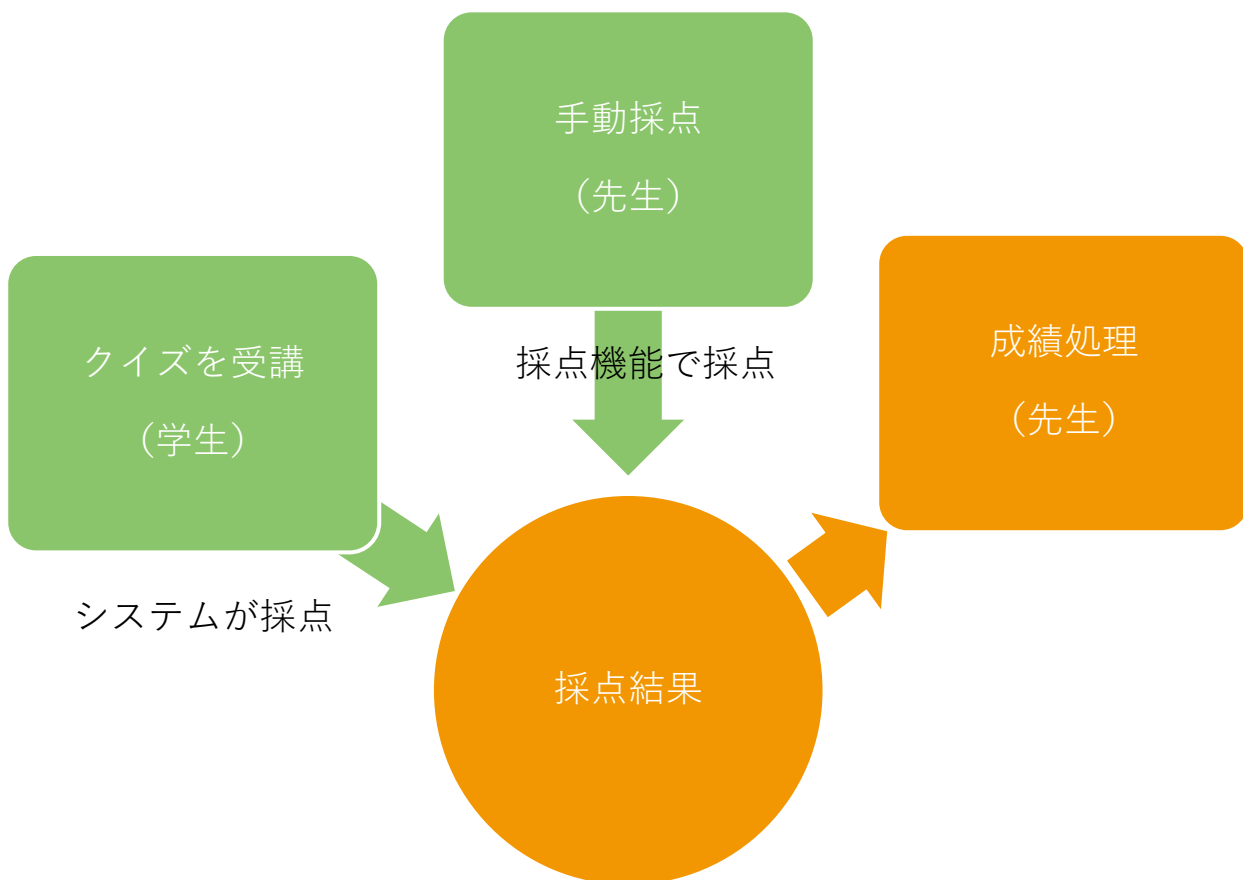 手動採点
（先生）
採点機能で採点
クイズを受講
（学生）
システムが採点
採点結果
成績処理
（先生）